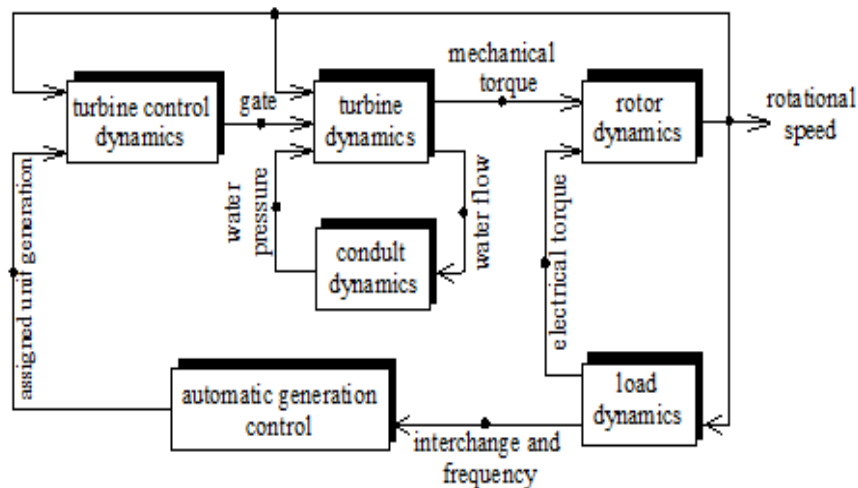 mechanical
torque
turbine control
dynamics
gate
turbine
dynamics
rotor
dynamics
rotational
speed
assigned unit generation
water
pressure
condult
dynamics
water flow
electrical torque
automatic generation
control
load
dynamics
interchange and
frequency